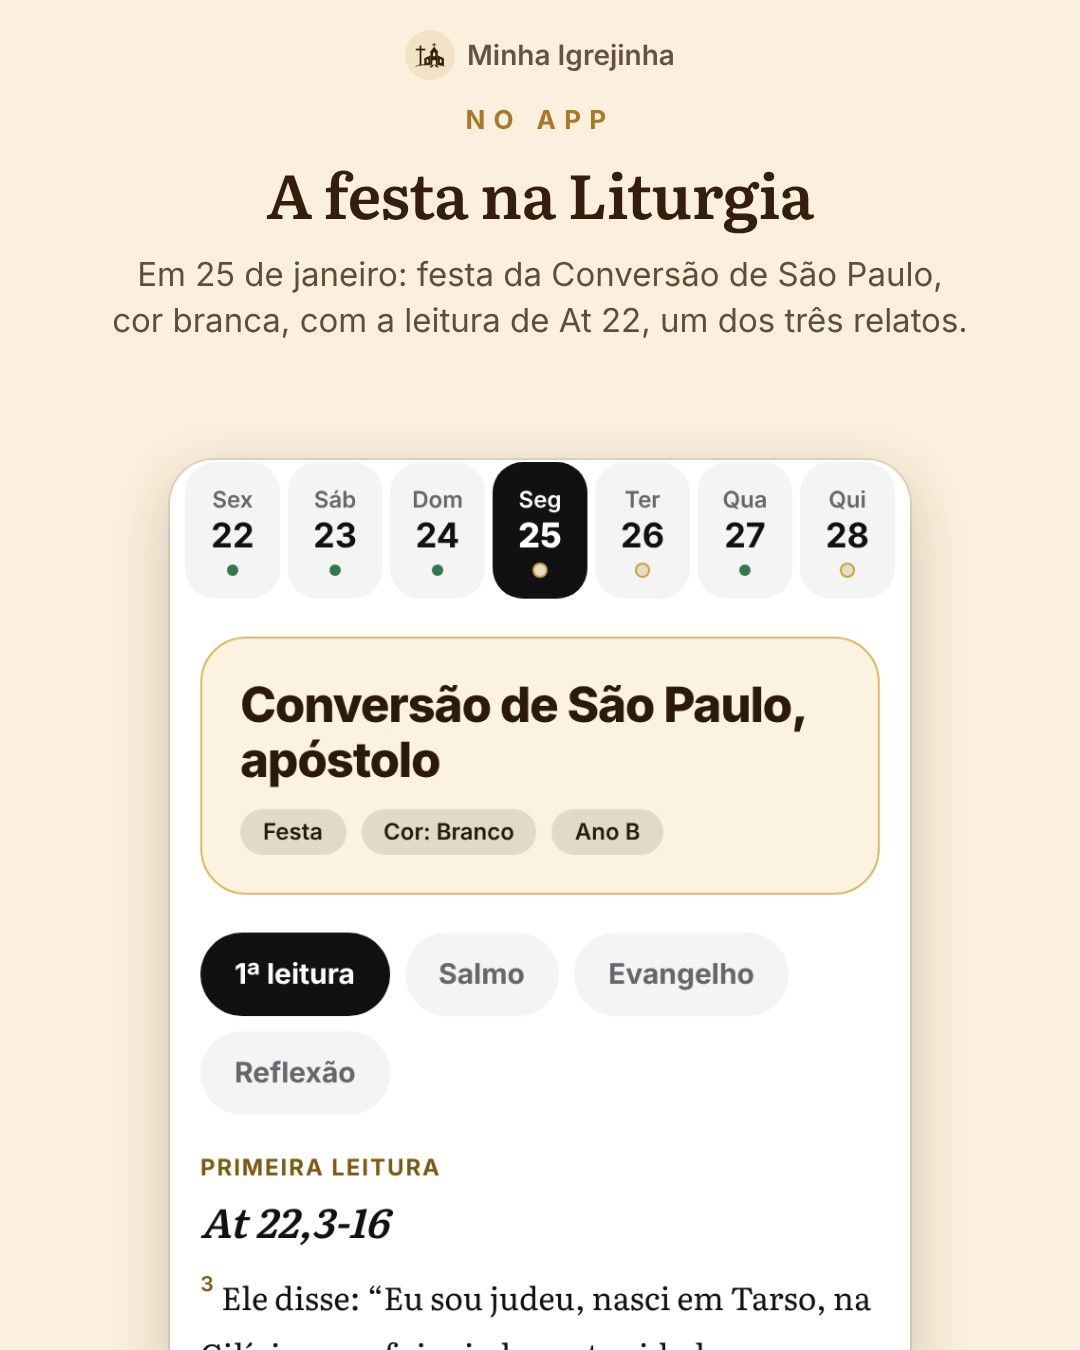 Minha Igrejinha
NO APP
A festa na Liturgia
Em 25 de janeiro: festa da Conversão de São Paulo,
cor branca, com a leitura de At 22, um dos três relatos.
Sex Sáb Dom Seg Ter Qua Qui
22 23 24 25 26 27 28
Conversão de São Paulo,
apóstolo
Festa Cor: Branco Ano B
1ª leitura Salmo Evangelho
Reflexão
PRIMEIRA LEITURA
At 22,3-16
3 Ele disse: “Eu sou judeu, nasci em Tarso, na